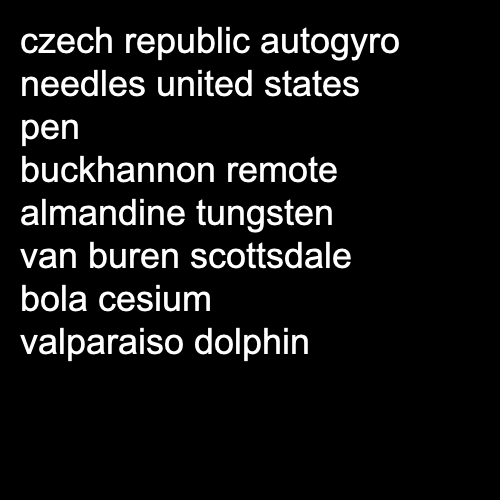 czech republic autogyro
needles united states
pen
buckhannon remote
almandine tungsten
van buren scottsdale
bola cesium
valparaiso dolphin